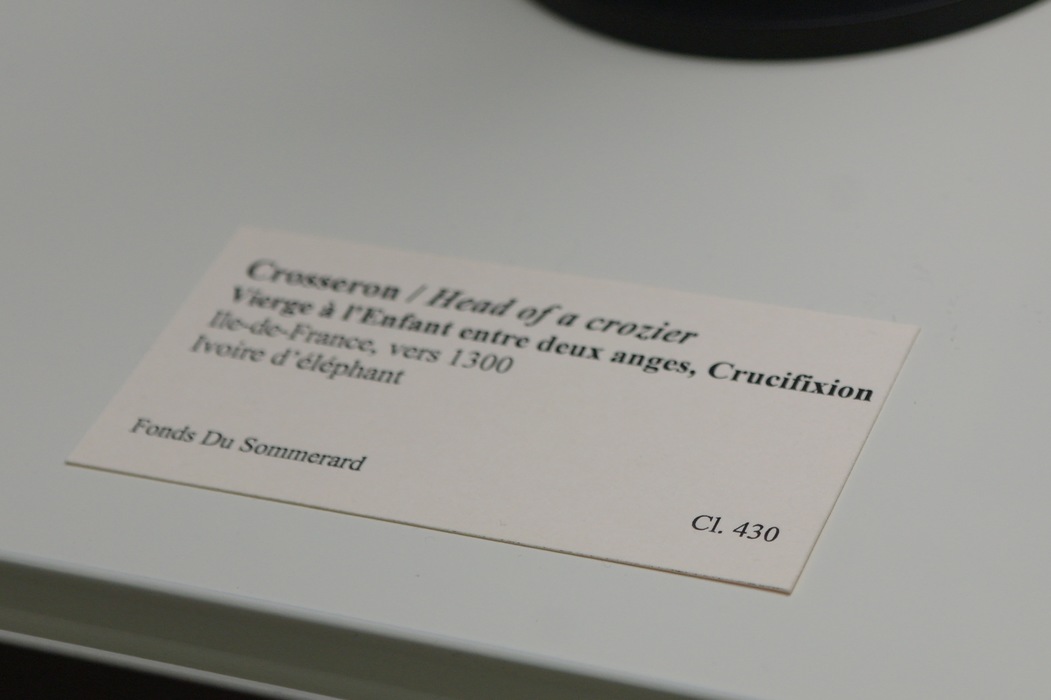 Crosseron / Head of a crozier
Vierge à l'Enfant entre deux anges, Crucifixion
Ile-de-France, vers 1300
Ivoire d'éléphant
Fonds Du Sommerard
Cl. 430